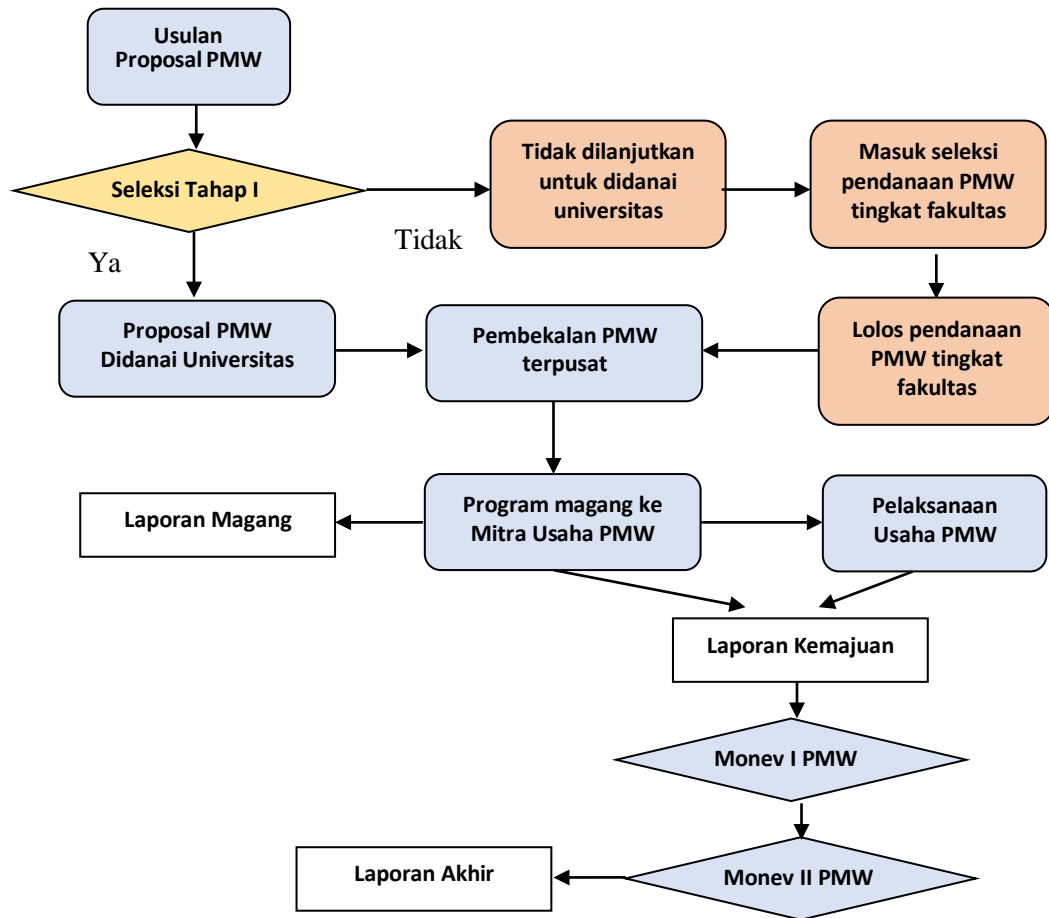 Usulan
Proposal PMW
Seleksi Tahap I
Tidak dilanjutkan
untuk didanai
universitas
Masuk seleksi
pendanaan PMW
tingkat fakultas
Tidak
Ya
Proposal PMW
Didanai Universitas
Pembekalan PMW
terpusat
Lolos pendanaan
PMW tingkat
fakultas
Laporan Magang
Program magang ke
Mitra Usaha PMW
Pelaksanaan
Usaha PMW
Laporan Kemajuan
Monev I PMW
Laporan Akhir
Monev II PMW